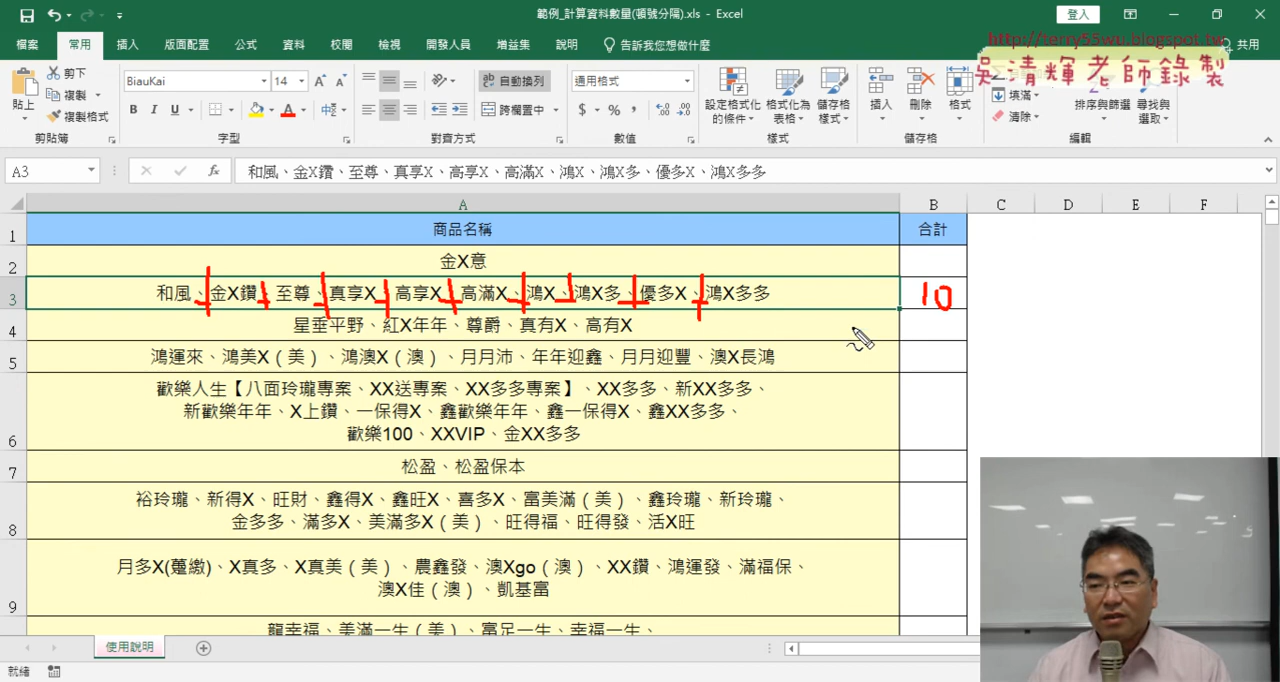 範例_計算資料數量(頓號分隔).xls - Excel
登入
檔案 常用 插入 版面配置 公式 資料 校閱 檢視 開發人員 增益集 說明 告訴我您想做什麼 共用
http://terry55wu.blogspot.tw
吳清輝老師錄製
貼上 剪下 複製 複製格式 剪貼簿
BiauKai 14 B I U 中 字型
自動換列 跨欄置中 對齊方式
通用格式 $ % 數值
設定格式化的條件 格式化為表格 儲存格樣式 樣式
插入 刪除 格式 儲存格
填滿 清除 排序與篩選 尋找與選取 編輯
A3 fx 和風、金X鑽、至尊、真享X、高享X、高滿X、鴻X、鴻X多、優多X、鴻X多多
A B C D E F
1 商品名稱 合計
2 金X意
3 和風、金X鑽、至尊、真享X、高享X、高滿X、鴻X、鴻X多、優多X、鴻X多多 10
4 星垂平野、紅X年年、尊爵、真有X、高有X
5 鴻運來、鴻美X（美）、鴻澳X（澳）、月月沛、年年迎鑫、月月迎豐、澳X長鴻
歡樂人生【八面玲瓏專案、XX送專案、XX多多專案】、XX多多、新XX多多、
新歡樂年年、X上鑽、一保得X、鑫歡樂年年、鑫一保得X、鑫XX多多、
6 歡樂100、XXVIP、金XX多多
7 松盈、松盈保本
裕玲瓏、新得X、旺財、鑫得X、鑫旺X、喜多X、富美滿（美）、鑫玲瓏、新玲瓏、
8 金多多、滿多X、美滿多X（美）、旺得福、旺得發、活X旺
月多X(躉繳)、X真多、X真美（美）、農鑫發、澳Xgo（澳）、XX鑽、鴻運發、滿福保、
9 澳X佳（澳）、凱基富
龍幸福、美滿一生（美）、富足一生、幸福一生、
使用說明
就緒